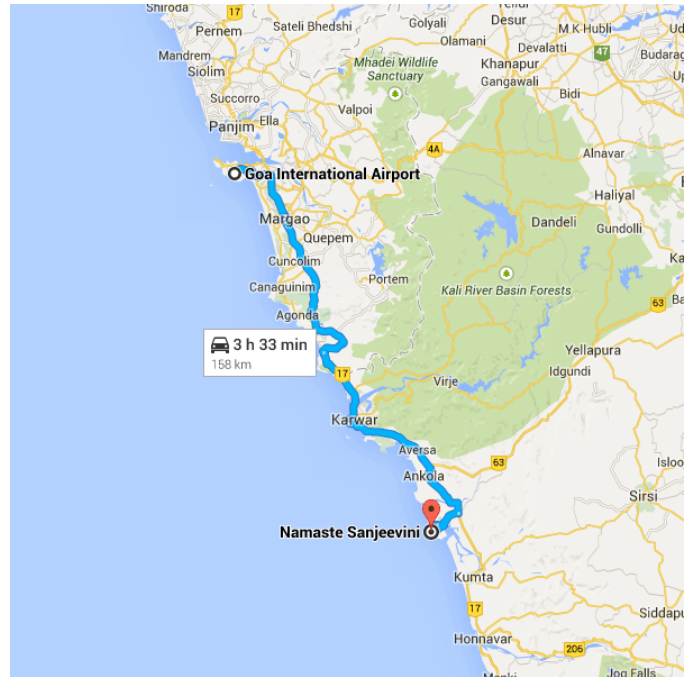 Shiroda
17
Sateli Bhedshi
Golyali
Desur
M.K Hubli
Pernem
Olamani
Devalatti
Mandrem
Khanapur
47
Siolim
Mhadei Wildlife
Sanctuary
Gangawali
Budarag
Succorro
Valpoi
Bidi
Ella
Panjim
4A
Alnavar
Goa International Airport
Haliyal
Margao
Dandeli
Gundolli
Quepem
Cuncolim
Portem
Canaguinim
Kali River Basin Forests
Agonda
63
3 h 33 min
158 km
Yellapura
17
Virje
Idgundi
Karwar
Aversa
63
Ankola
Sirsi
Namaste Sanjeevini
Kumta
17
Siddapu
Honnavar
206
Jog Falls